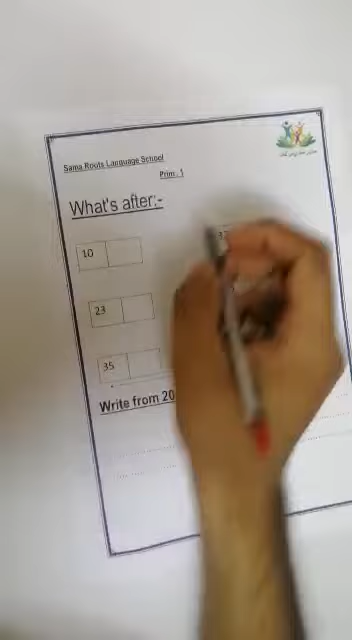 Sama Routs Language School
Prim. 1
What's after:-
10
23
35
Write from 20